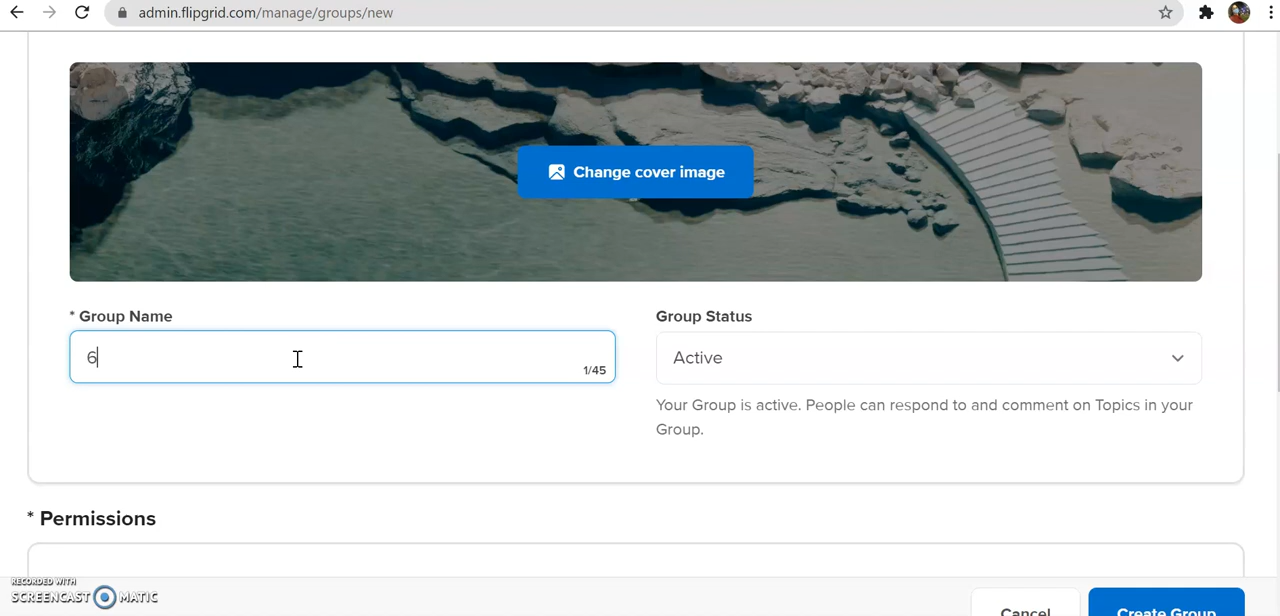 admin.flipgrid.com/manage/groups/new
Change cover image
* Group Name
Group Status
6
1/45
Active
Your Group is active. People can respond to and comment on Topics in your
Group.
* Permissions
RECORDED WITH
SCREENCAST MATIC
Cancel
Create Group